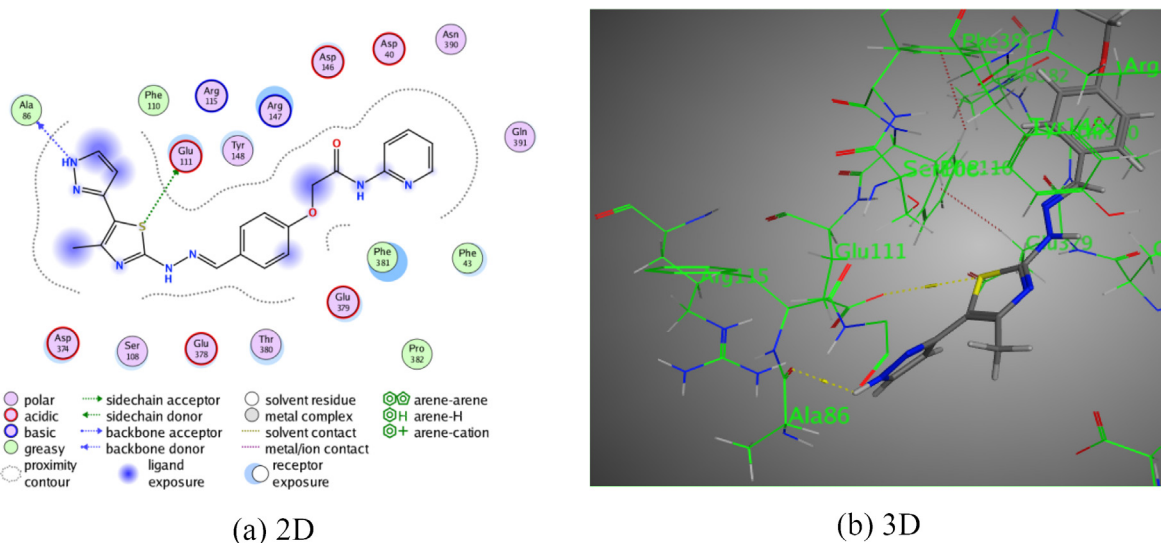 Asn
390
Asp
40
Asp
146
Arg
115
Phe
110
Arg
147
Ala
86
Gln
391
Tyr
148
Glu
111
HN
N
S
N
N
H
N
O
O
N
H
N
Phe
381
Phe
43
Glu
379
Asp
374
Ser
108
Glu
378
Thr
380
Pro
382
polar
acidic
basic
greasy
proximity
contour
sidechain acceptor
sidechain donor
backbone acceptor
backbone donor
ligand
exposure
solvent residue
metal complex
solvent contact
metal/ion contact
receptor
exposure
arene-arene
H arene-H
+ arene-cation
(a) 2D
Phe381
Arg
Glu111
Glu379
Arg115
Ala86
(b) 3D